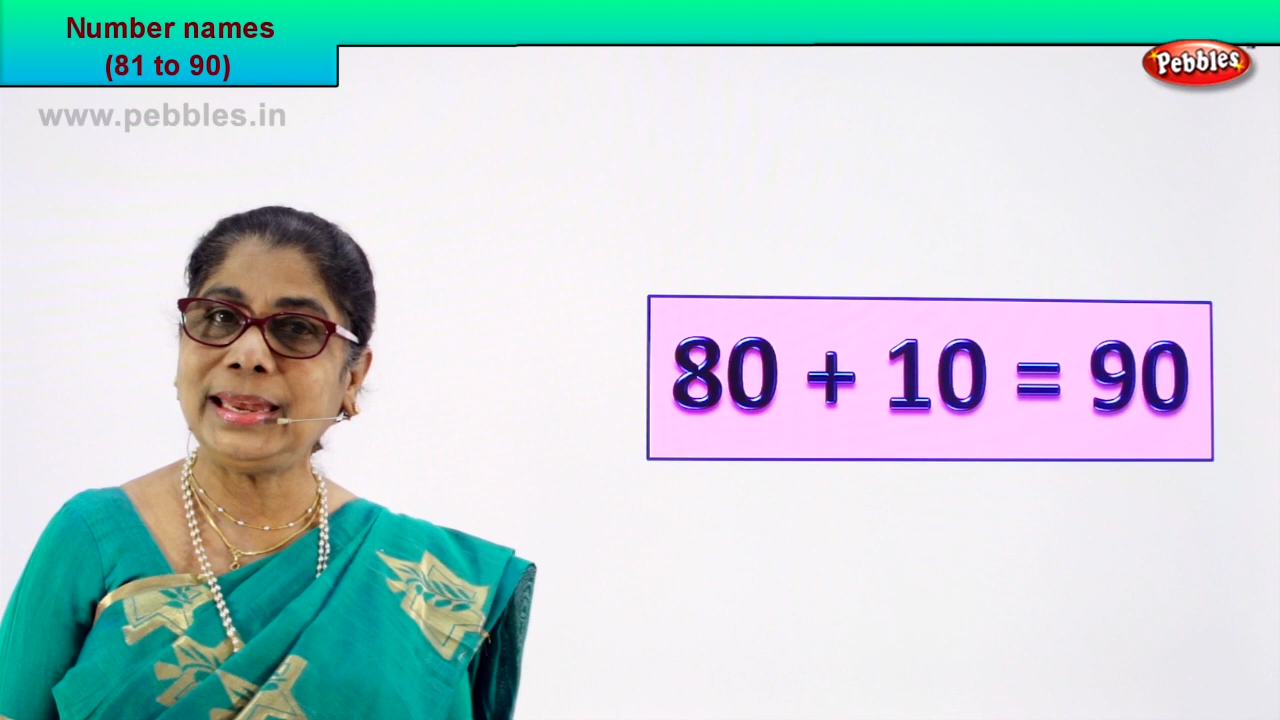 Number names
(81 to 90)
Pebbles
www.pebbles.in
80 + 10 = 90